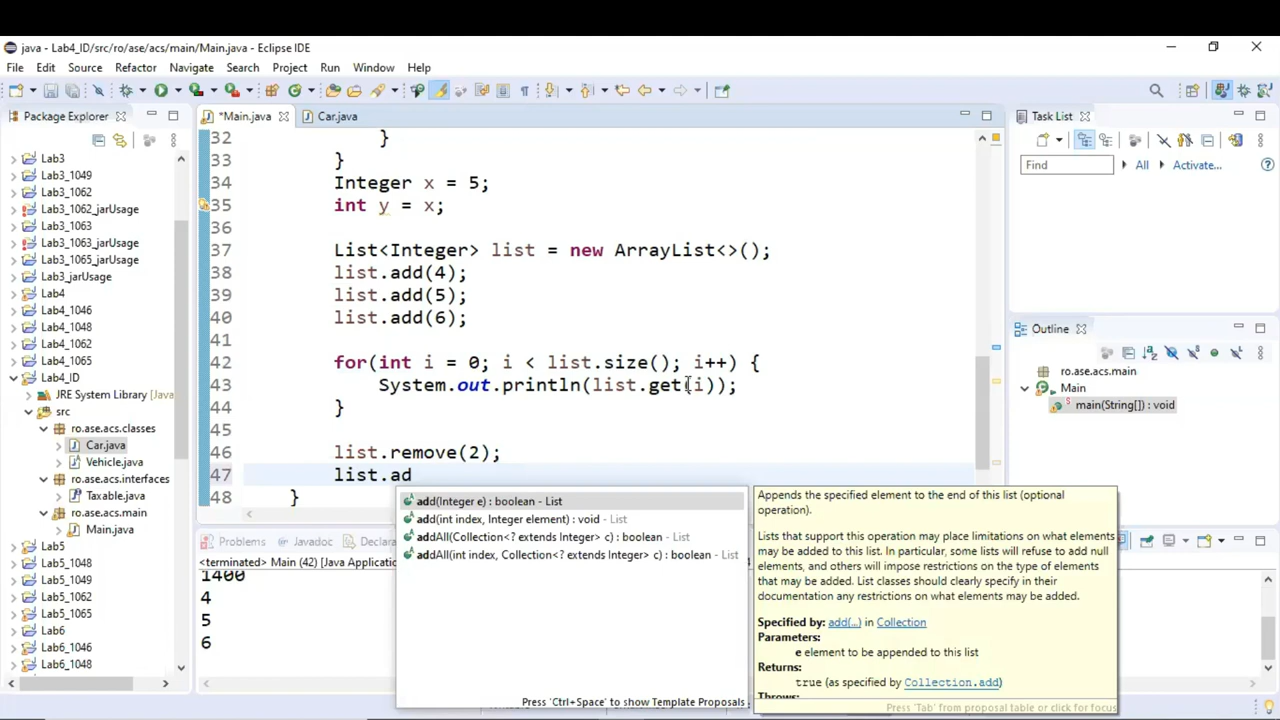 java - Lab4_ID/src/ro/ase/acs/main/Main.java - Eclipse IDE
File Edit Source Refactor Navigate Search Project Run Window Help
Package Explorer
Lab3
Lab3_1049
Lab3_1062
Lab3_1062_jarUsage
Lab3_1063
Lab3_1063_jarUsage
Lab3_1065_jarUsage
Lab3_jarUsage
Lab4
Lab4_1046
Lab4_1048
Lab4_1062
Lab4_1065
Lab4_ID
JRE System Library [Java
src
ro.ase.acs.classes
Car.java
Vehicle.java
ro.ase.acs.interfaces
Taxable.java
ro.ase.acs.main
Main.java
Lab5
Lab5_1048
Lab5_1049
Lab5_1062
Lab5_1065
Lab6
Lab6_1046
Lab6_1048
*Main.java Car.java
32 }
33 }
34 Integer x = 5;
35 int y = x;
36
37 List<Integer> list = new ArrayList<>();
38 list.add(4);
39 list.add(5);
40 list.add(6);
41
42 for(int i = 0; i < list.size(); i++) {
43 System.out.println(list.get(i));
44 }
45
46 list.remove(2);
47 list.ad
48 }
add(Integer e) : boolean - List
add(int index, Integer element) : void - List
addAll(Collection<? extends Integer> c) : boolean - List
addAll(int index, Collection<? extends Integer> c) : boolean - List
Press 'Ctrl+Space' to show Template Proposals
Appends the specified element to the end of this list (optional
operation).
Lists that support this operation may place limitations on what elements
may be added to this list. In particular, some lists will refuse to add null
elements, and others will impose restrictions on the type of elements
that may be added. List classes should clearly specify in their
documentation any restrictions on what elements may be added.
Specified by: add(...) in Collection
Parameters:
e element to be appended to this list
Returns:
true (as specified by Collection.add)
Throws:
Press 'Tab' from proposal table or click for focus
Problems Javadoc Declara
<terminated> Main (42) [Java Applicatio
1400
4
5
6
Task List
Find All Activate...
Outline
ro.ase.acs.main
Main
main(String[]) : void